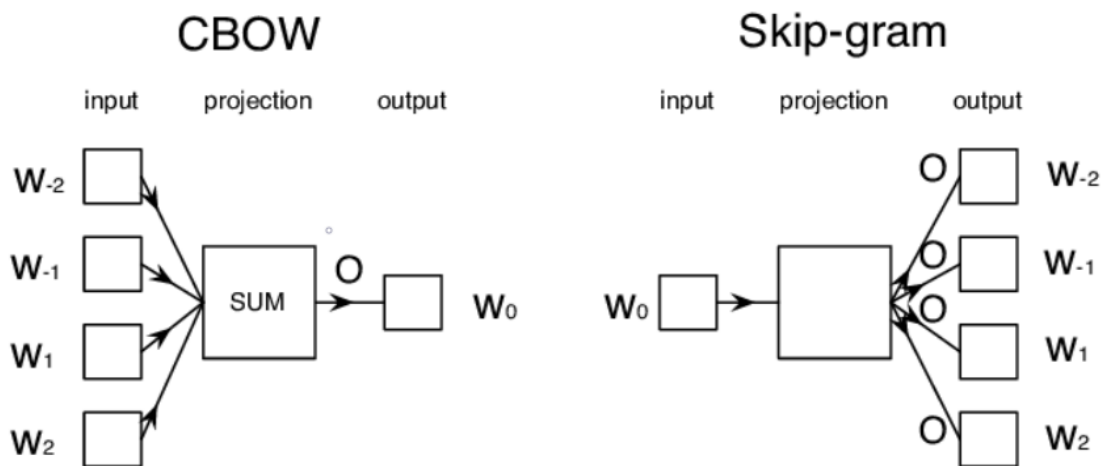 CBOW
Skip-gram
input projection output
input projection output
W-2
W-1
W1
W2
SUM
O
W0
W0
O
O
O
O
W-2
W-1
W1
W2